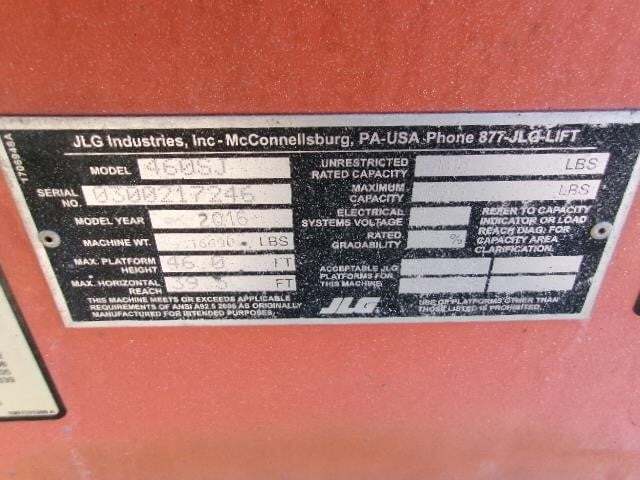 JLG Industries, Inc - McConnellsburg, PA-USA Phone 877-JLG-LIFT
MODEL 460SJ
SERIAL NO. 0300217246
MODEL YEAR 2016
MACHINE WT. LBS
MAX. PLATFORM HEIGHT 46.0 FT
MAX. HORIZONTAL REACH FT
THIS MACHINE MEETS OR EXCEEDS APPLICABLE
REQUIREMENTS OF ANSI A92.5 2006 AS ORIGINALLY
MANUFACTURED FOR INTENDED PURPOSES.
UNRESTRICTED RATED CAPACITY LBS
MAXIMUM CAPACITY LBS
ELECTRICAL SYSTEMS VOLTAGE
RATED GRADABILITY %
REFER TO CAPACITY
INDICATOR OR LOAD
REACH DIAG. FOR
CAPACITY AREA
CLARIFICATION.
ACCEPTABLE JLG
PLATFORMS FOR
THIS MACHINE
JLG
USE OF PLATFORMS OTHER THAN
THOSE LISTED IS PROHIBITED